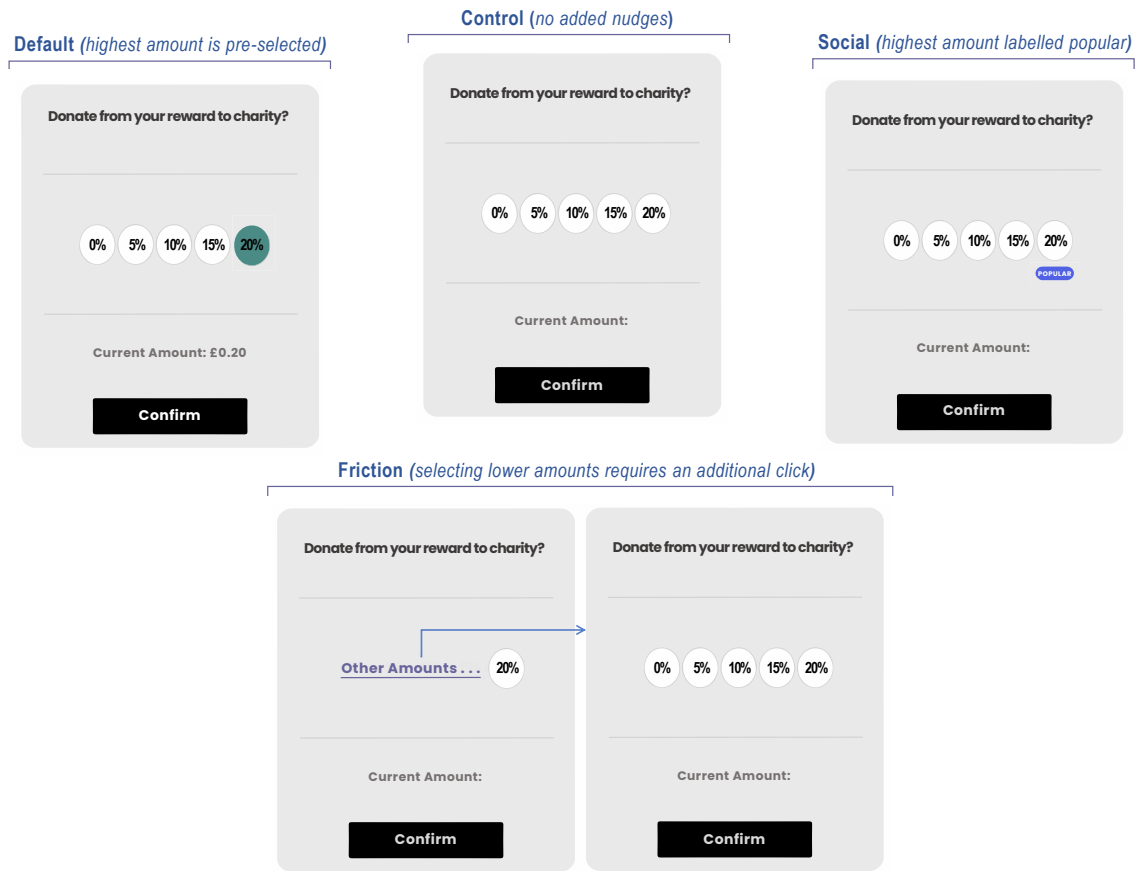 Default (highest amount is pre-selected)
Donate from your reward to charity?
0% 5% 10% 15% 20%
Current Amount: £0.20
Confirm
Control (no added nudges)
Donate from your reward to charity?
0% 5% 10% 15% 20%
Current Amount:
Confirm
Social (highest amount labelled popular)
Donate from your reward to charity?
0% 5% 10% 15% 20%
POPULAR
Current Amount:
Confirm
Friction (selecting lower amounts requires an additional click)
Donate from your reward to charity?
Other Amounts . . . 20%
Current Amount:
Confirm
Donate from your reward to charity?
0% 5% 10% 15% 20%
Current Amount:
Confirm